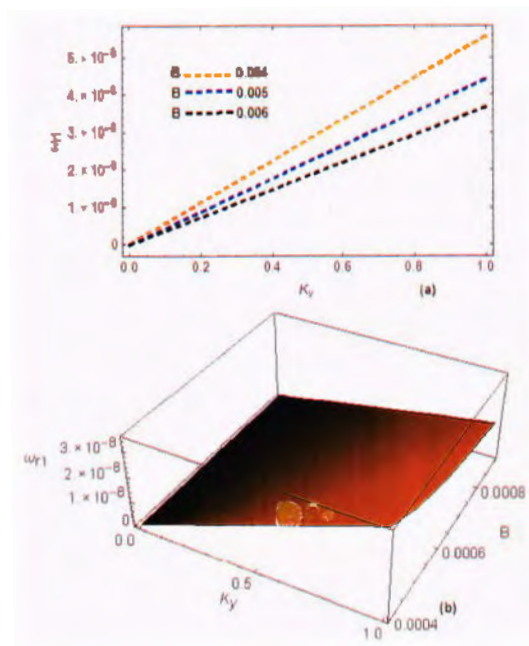 5. × 10⁻⁸
4. × 10⁻⁸
3. × 10⁻⁸
2. × 10⁻⁸
1. × 10⁻⁸
0
B 0.004
B 0.005
B 0.006
0.0 0.2 0.4 0.6 0.8 1.0
(a)
ωr1
3. × 10⁻⁸
2. × 10⁻⁸
1 × 10⁻⁸
0
0.0
0.5
Ky
1.0
0.0004
0.0006
0.0008
B
(b)